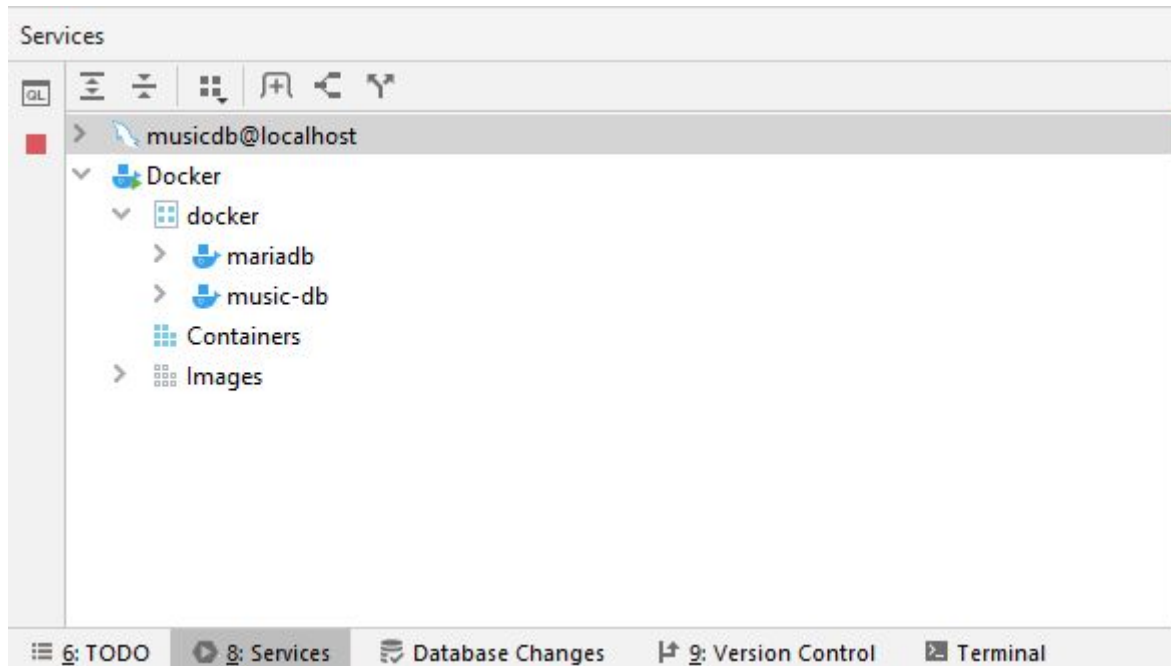 Services
QL
musicdb@localhost
Docker
docker
mariadb
music-db
Containers
Images
6: TODO 8: Services Database Changes 9: Version Control Terminal